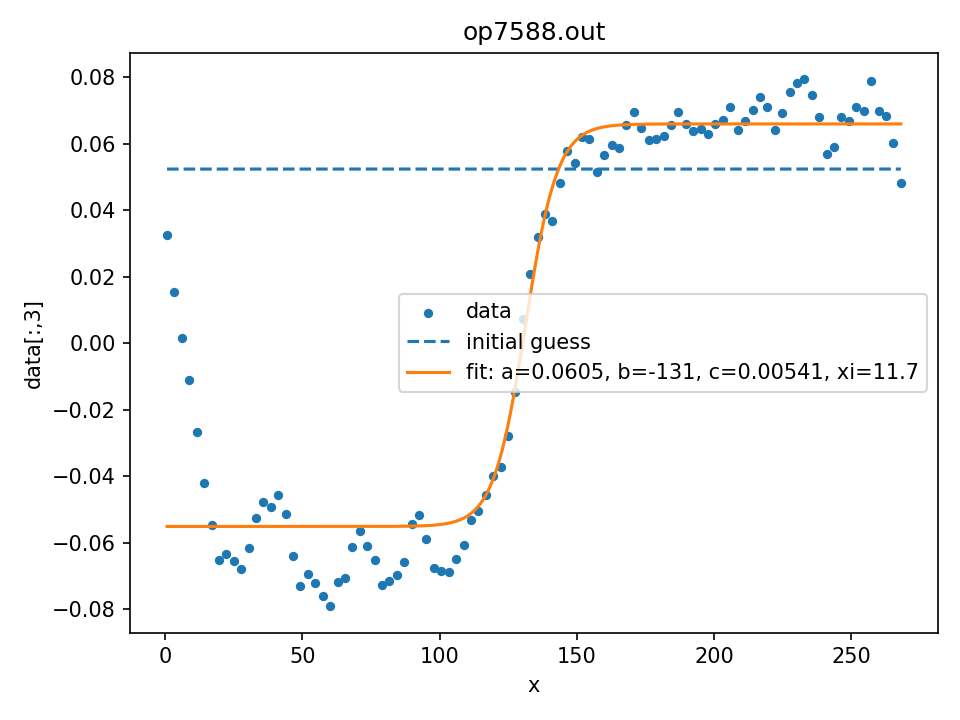 op7588.out
data[:,3]
0.08
0.06
0.04
0.02
0.00
−0.02
−0.04
−0.06
−0.08
data
initial guess
fit: a=0.0605, b=-131, c=0.00541, xi=11.7
0 50 100 150 200 250
x